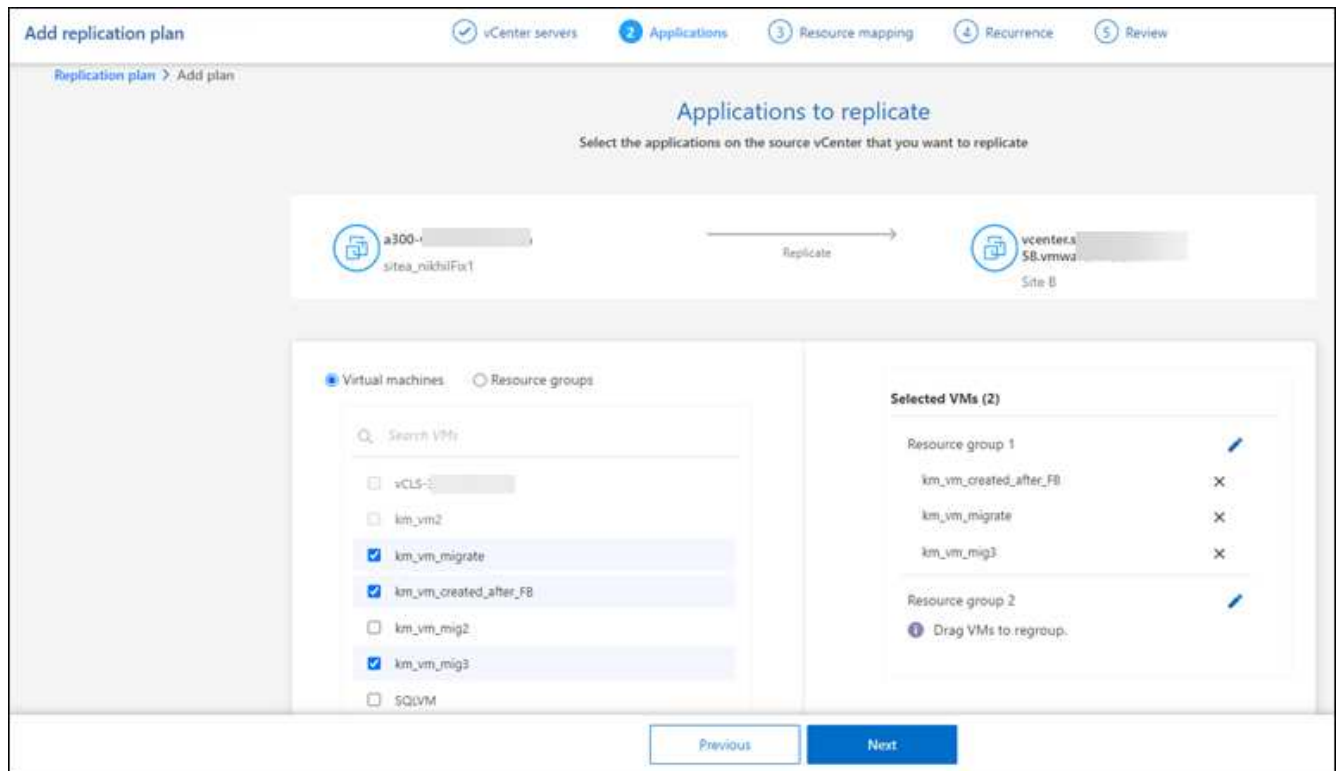 Add replication plan
vCenter servers
2 Applications
3 Resource mapping
4 Recurrence
5 Review
Replication plan > Add plan
Applications to replicate
Select the applications on the source vCenter that you want to replicate
a300-
sitea_nikhilFix1
Replicate
vcenter.s
58.vmwa
Site B
Virtual machines
Resource groups
Search VMs
vCLS-
km_vm2
km_vm_migrate
km_vm_created_after_FB
km_vm_mig2
km_vm_mig3
SQLVM
Selected VMs (2)
Resource group 1
km_vm_created_after_FB
km_vm_migrate
km_vm_mig3
Resource group 2
Drag VMs to regroup.
Previous
Next